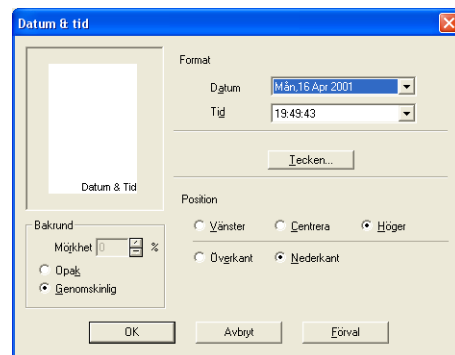 Datum & tid
Format
Datum Mån,16 Apr 2001
Tid 19:49:43
Tecken...
Datum & Tid
Position
Vänster Centrera Höger
Överkant Nederkant
Bakrund
Mörkhet 0 %
Opak
Genomskinlig
OK Avbryt Förval